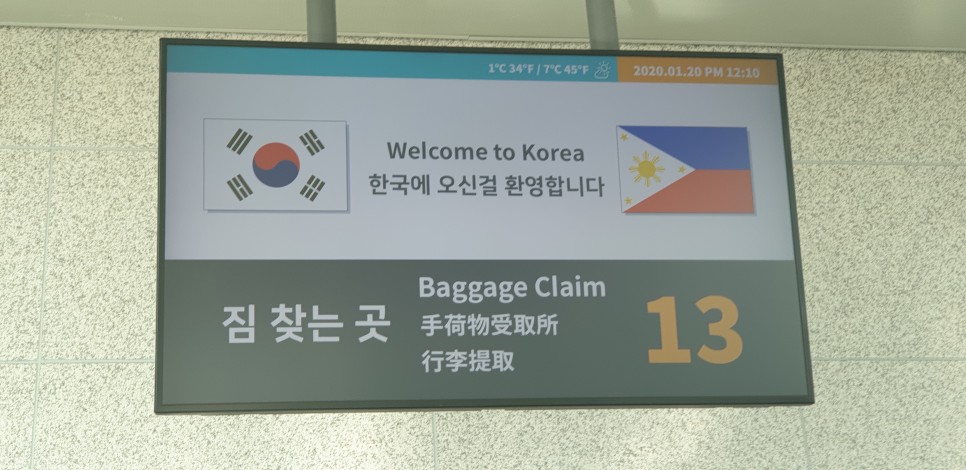 1°C 34°F / 7°C 45°F
2020.01.20 PM 12:10
Welcome to Korea
한국에 오신걸 환영합니다
짐 찾는 곳
Baggage Claim
手荷物受取所
行李提取
13